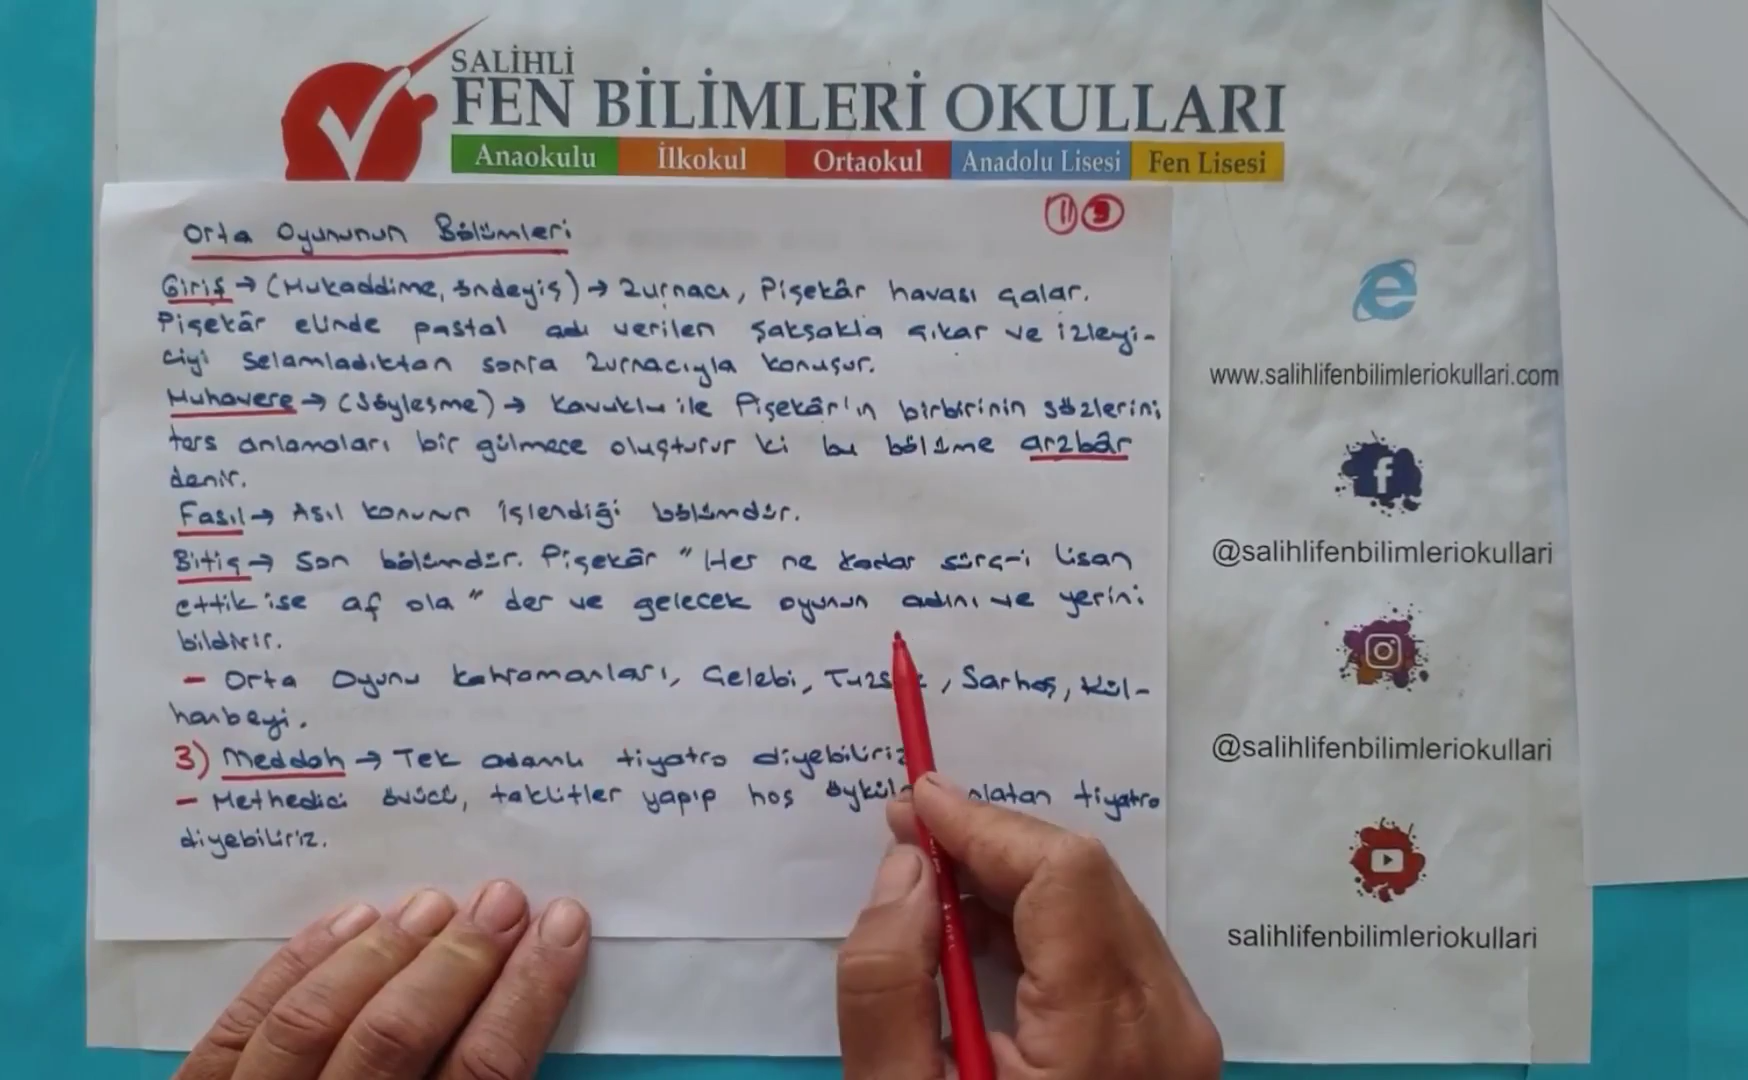 SALİHLİ
FEN BİLİMLERİ OKULLARI
Anaokulu İlkokul Ortaokul Anadolu Lisesi Fen Lisesi
11 9
Orta Oyununun Bölümleri
Giriş → (Mukaddime, öndeyiş) → Zurnacı, Pişekâr havası çalar.
Pişekâr elinde pastal adı verilen şakşakla çıkar ve izleyi-
ciyi selamladıktan sonra zurnacıyla konuşur.
Muhavere → (Söyleşme) → Kavuklu ile Pişekâr'ın birbirinin sözlerini
ters anlamaları bir gülmece oluşturur ki bu bölüme arzbâr
denir.
Fasıl → Asıl konunun işlendiği bölümdür.
Bitiş → Son bölümdür. Pişekâr "Her ne kadar sürç-i lisan
ettik ise af ola" der ve gelecek oyunun adını ve yerini
bildirir.
- Orta Oyunu kahramanları, Çelebi, , Sarhoş, Kül-
hanbeyi.
3) Meddah → Tek adamlı tiyatro diyebiliriz
- Methedici övücü, taklitler yapıp hoş tiyatro
diyebiliriz.
www.salihlifenbilimleriokullari.com
@salihlifenbilimleriokullari
@salihlifenbilimleriokullari
salihlifenbilimleriokullari